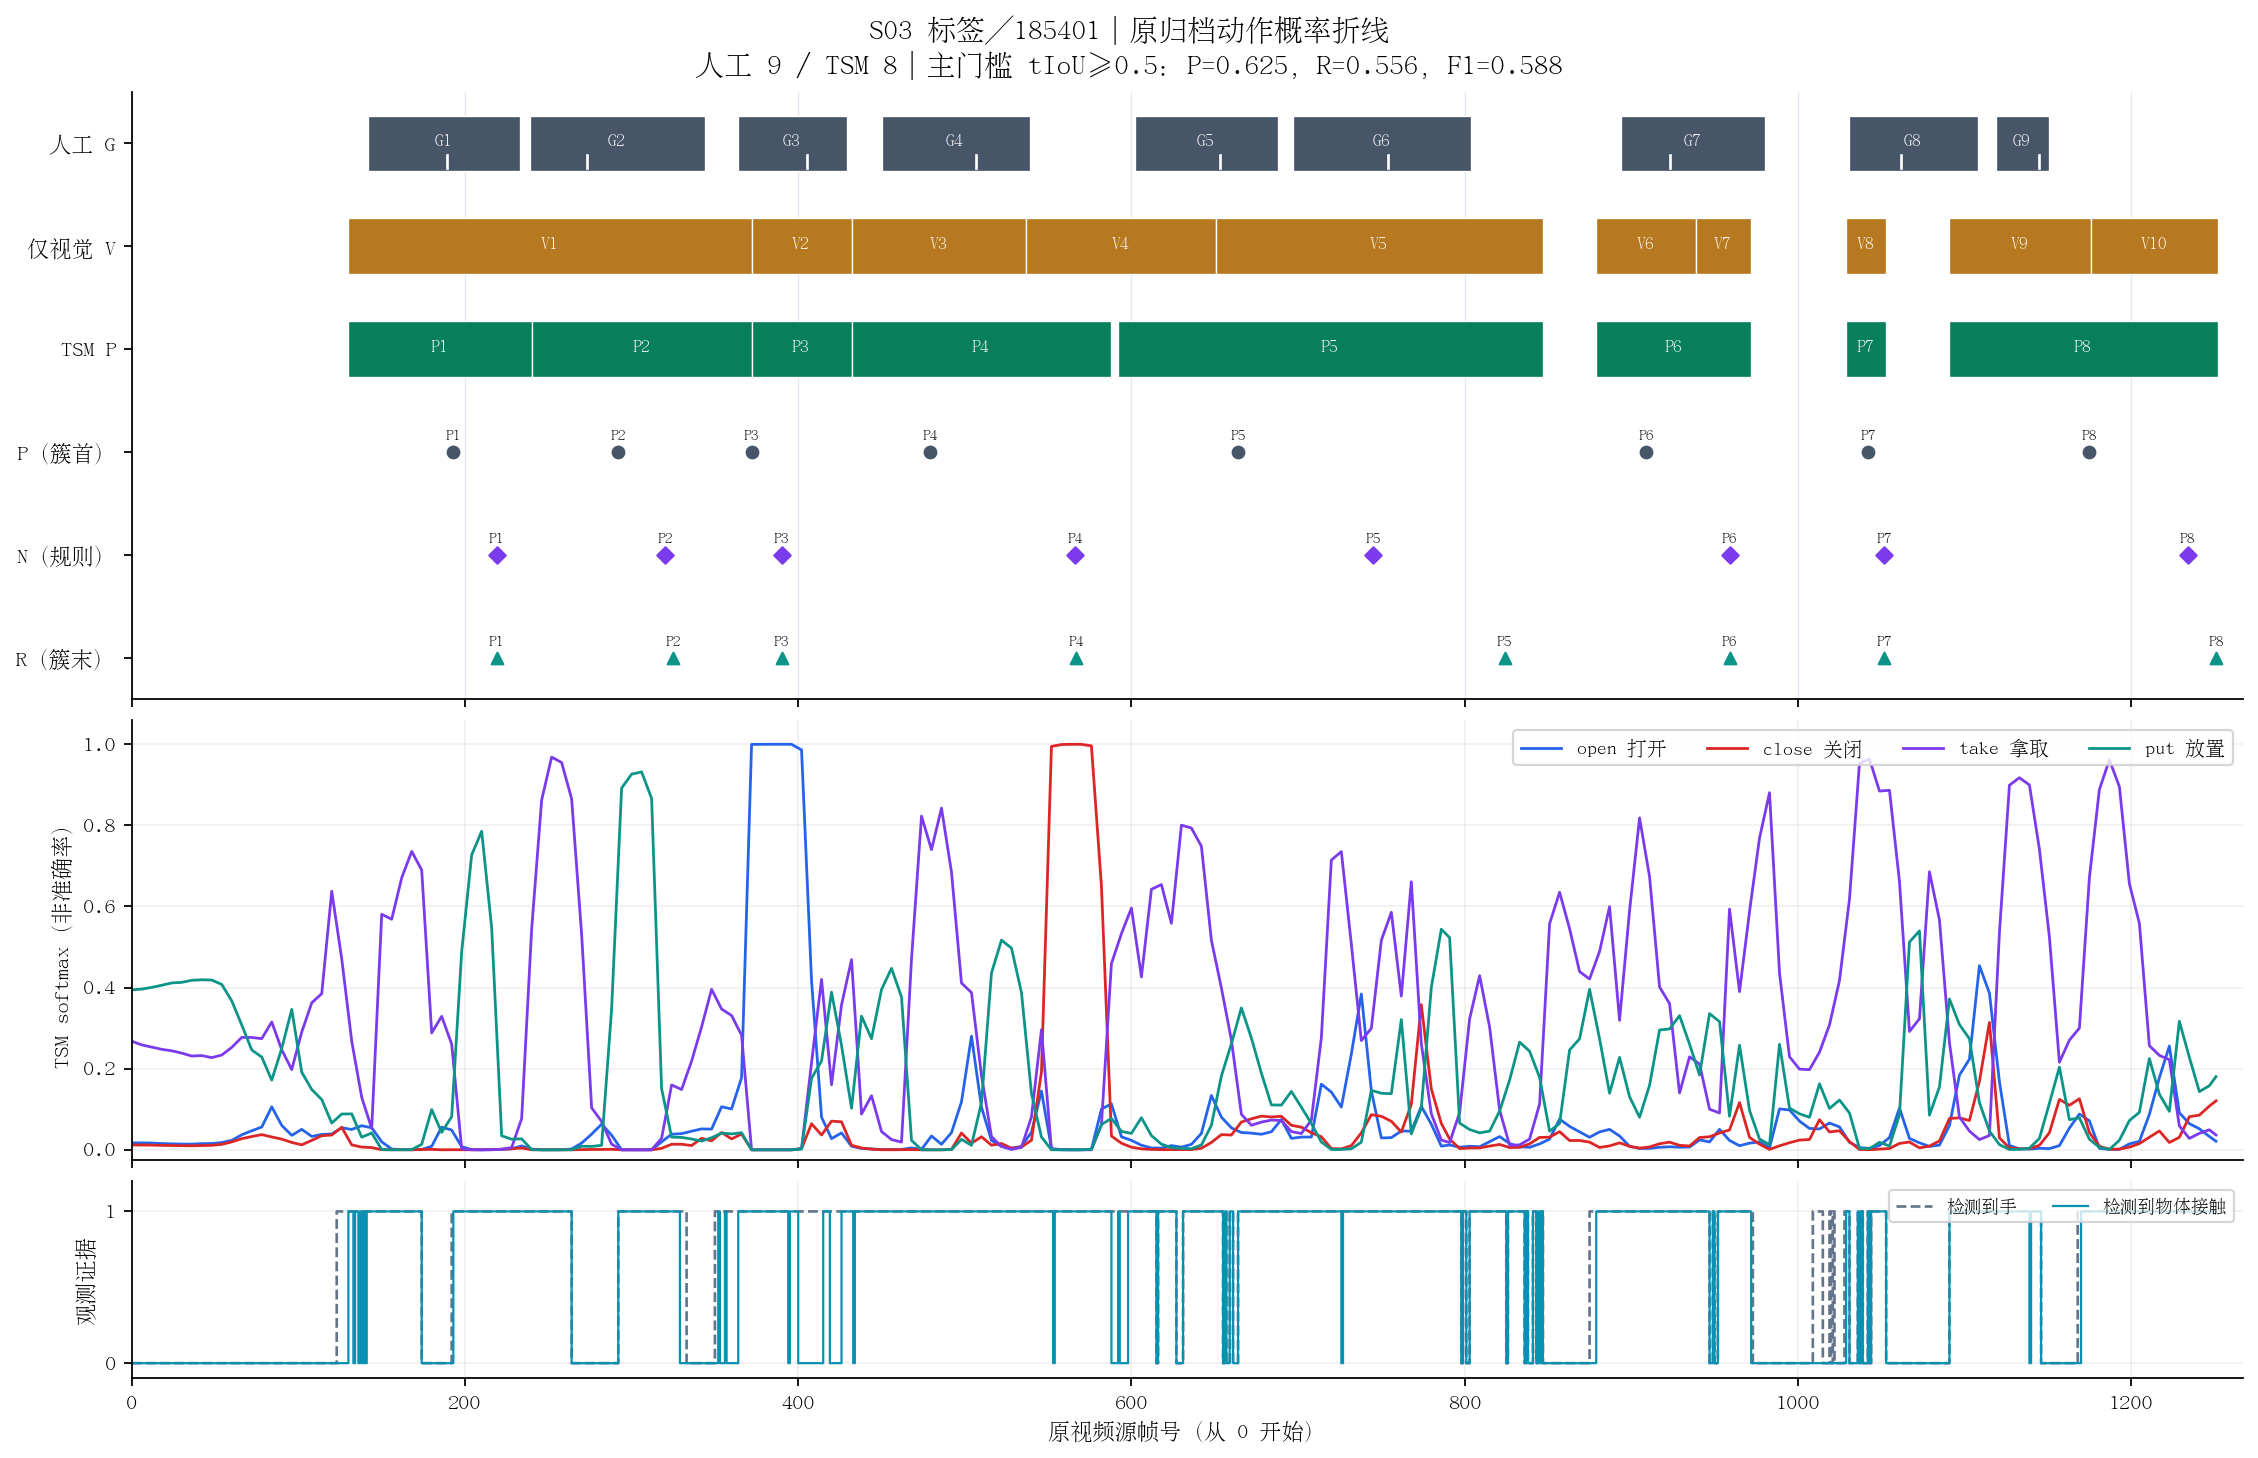 S03 标签／185401｜原归档动作概率折线
人工 9 / TSM 8｜主门槛 tIoU≥0.5: P=0.625, R=0.556, F1=0.588
人工 G
G1 G2 G3 G4 G5 G6 G7 G8 G9
仅视觉 V
V1 V2 V3 V4 V5 V6 V7 V8 V9 V10
TSM P
P1 P2 P3 P4 P5 P6 P7 P8
P（簇首）
P1 P2 P3 P4 P5 P6 P7 P8
N（规则）
P1 P2 P3 P4 P5 P6 P7 P8
R（簇末）
P1 P2 P3 P4 P5 P6 P7 P8
TSM softmax（非准确率）
1.0
0.8
0.6
0.4
0.2
0.0
open 打开 close 关闭 take 拿取 put 放置
观测证据
1
0
检测到手 检测到物体接触
0 200 400 600 800 1000 1200
原视频源帧号（从 0 开始）